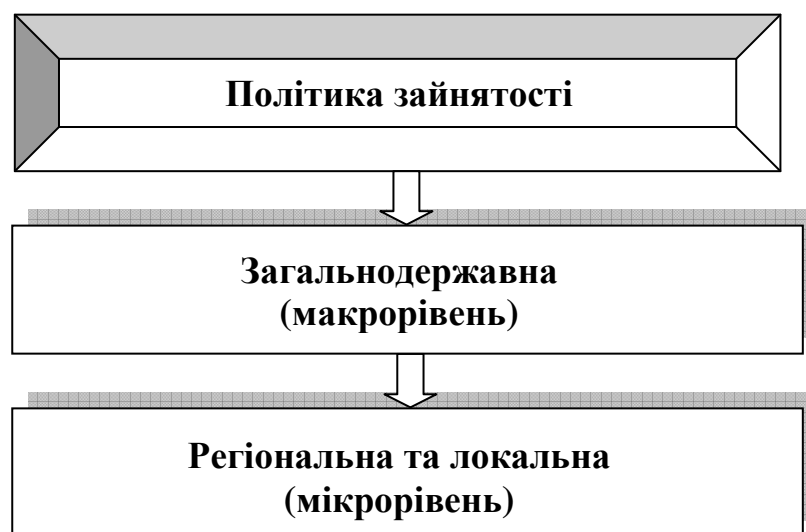 Політика зайнятості
Загальнодержавна
(макрорівень)
Регіональна та локальна
(мікрорівень)